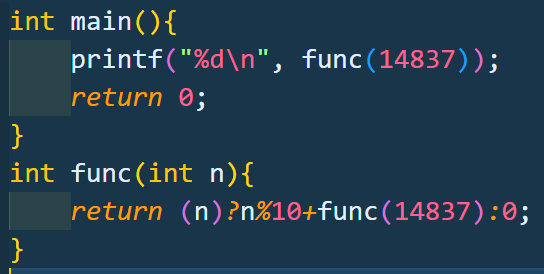 int main(){
    printf("%d\n", func(14837));
    return 0;
}
int func(int n){
    return (n)?n%10+func(14837):0;
}